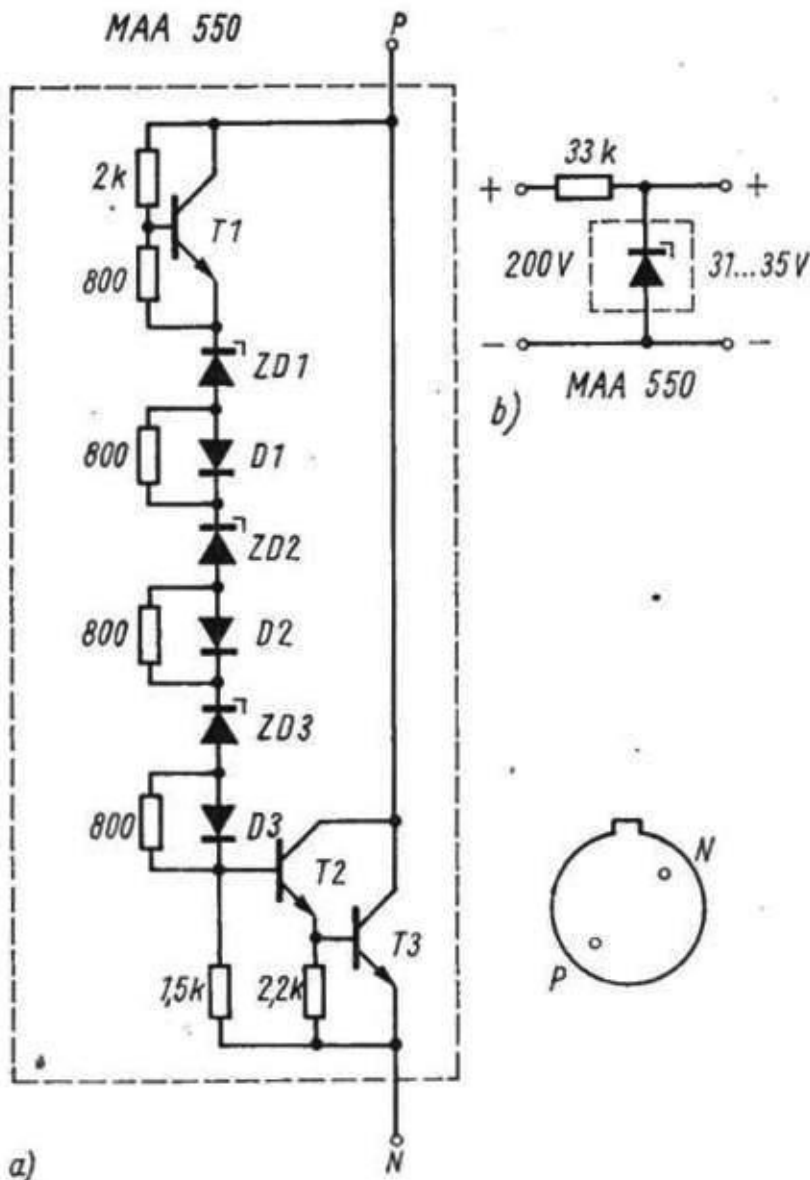 MAA 550
P
2k
T1
800
ZD1
800
D1
ZD2
800
D2
ZD3
800
D3
T2
T3
1,5k
2,2k
N
a)
33k
+
+
200V
31...35V
-
-
MAA 550
b)
N
P